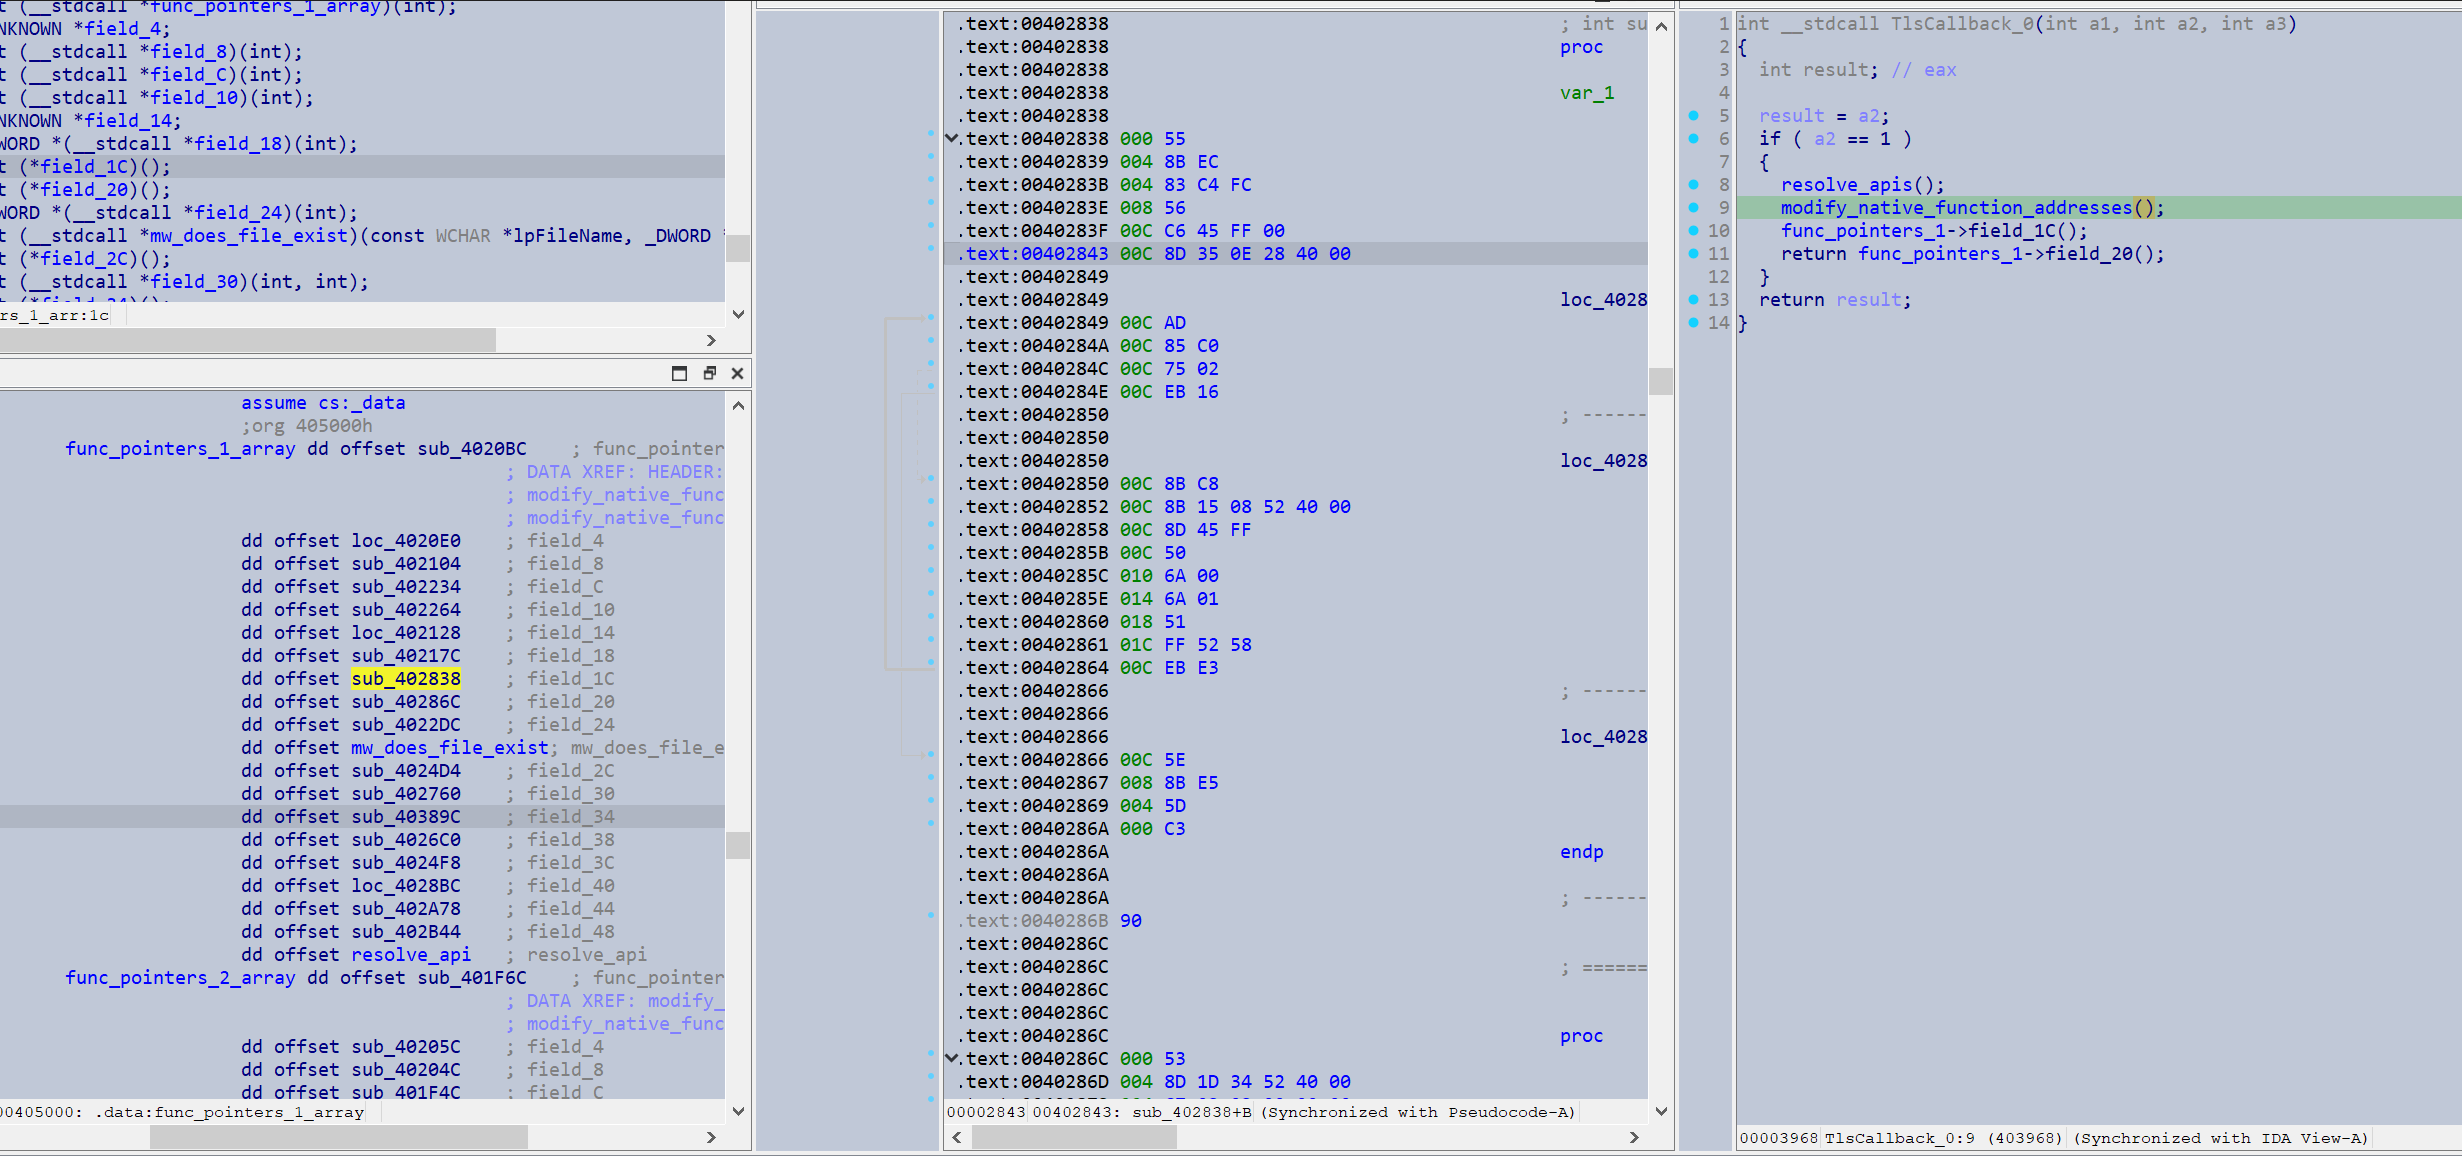 t (__stdcall *func_pointers_1_array)(int);
NKNOWN *field_4;
t (__stdcall *field_8)(int);
t (__stdcall *field_C)(int);
t (__stdcall *field_10)(int);
NKNOWN *field_14;
WORD *(__stdcall *field_18)(int);
t (*field_1C)();
t (*field_20)();
WORD *(__stdcall *field_24)(int);
t (__stdcall *mw_does_file_exist)(const WCHAR *lpFileName, _DWORD
t (*field_2C)();
t (__stdcall *field_30)(int, int);
rs_1_arr:1c
assume cs:_data
;org 405000h
func_pointers_1_array dd offset sub_4020BC ; func_pointer
; DATA XREF: HEADER:
; modify_native_func
; modify_native_func
dd offset loc_4020E0 ; field_4
dd offset sub_402104 ; field_8
dd offset sub_402234 ; field_C
dd offset sub_402264 ; field_10
dd offset loc_402128 ; field_14
dd offset sub_40217C ; field_18
dd offset sub_402838 ; field_1C
dd offset sub_40286C ; field_20
dd offset sub_4022DC ; field_24
dd offset mw_does_file_exist; mw_does_file_e
dd offset sub_4024D4 ; field_2C
dd offset sub_402760 ; field_30
dd offset sub_40389C ; field_34
dd offset sub_4026C0 ; field_38
dd offset sub_4024F8 ; field_3C
dd offset loc_4028BC ; field_40
dd offset sub_402A78 ; field_44
dd offset sub_402B44 ; field_48
dd offset resolve_api ; resolve_api
func_pointers_2_array dd offset sub_401F6C ; func_pointer
; DATA XREF: modify_
; modify_native_func
dd offset sub_40205C ; field_4
dd offset sub_40204C ; field_8
dd offset sub_401F4C ; field_C
00405000: .data:func_pointers_1_array
.text:00402838 ; int su
.text:00402838 proc
.text:00402838
.text:00402838 var_1
.text:00402838
.text:00402838 000 55
.text:00402839 004 8B EC
.text:0040283B 004 83 C4 FC
.text:0040283E 008 56
.text:0040283F 00C C6 45 FF 00
.text:00402843 00C 8D 35 0E 28 40 00
.text:00402849
.text:00402849 loc_4028
.text:00402849 00C AD
.text:0040284A 00C 85 C0
.text:0040284C 00C 75 02
.text:0040284E 00C EB 16
.text:00402850 ; ------
.text:00402850
.text:00402850 loc_4028
.text:00402850 00C 8B C8
.text:00402852 00C 8B 15 08 52 40 00
.text:00402858 00C 8D 45 FF
.text:0040285B 00C 50
.text:0040285C 010 6A 00
.text:0040285E 014 6A 01
.text:00402860 018 51
.text:00402861 01C FF 52 58
.text:00402864 00C EB E3
.text:00402866 ; ------
.text:00402866
.text:00402866 loc_4028
.text:00402866 00C 5E
.text:00402867 008 8B E5
.text:00402869 004 5D
.text:0040286A 000 C3
.text:0040286A endp
.text:0040286A
.text:0040286A ; ------
.text:0040286B 90
.text:0040286C
.text:0040286C ; ======
.text:0040286C
.text:0040286C
.text:0040286C proc
.text:0040286C 000 53
.text:0040286D 004 8D 1D 34 52 40 00
00002843 00402843: sub_402838+B (Synchronized with Pseudocode-A)
1 int __stdcall TlsCallback_0(int a1, int a2, int a3)
2 {
3 int result; // eax
4
5 result = a2;
6 if ( a2 == 1 )
7 {
8 resolve_apis();
9 modify_native_function_addresses();
10 func_pointers_1->field_1C();
11 return func_pointers_1->field_20();
12 }
13 return result;
14 }
00003968 TlsCallback_0:9 (403968) (Synchronized with IDA View-A)